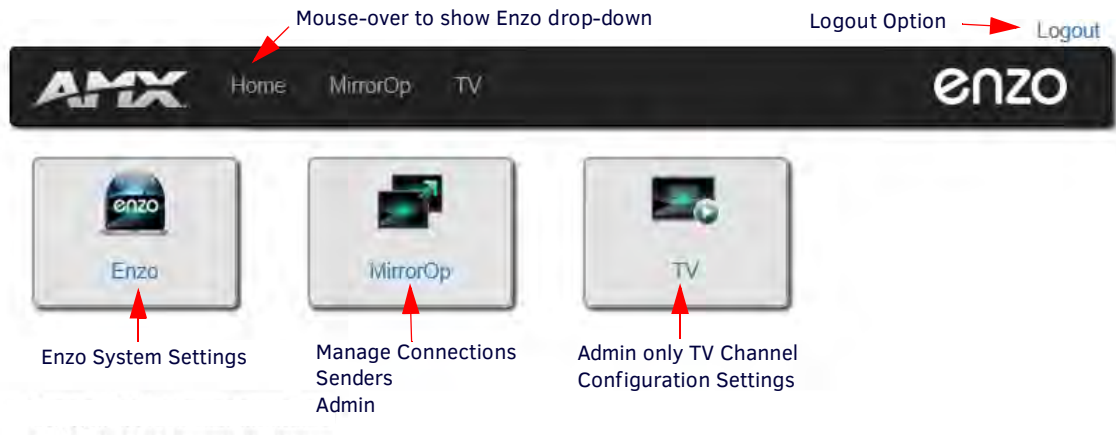 Mouse-over to show Enzo drop-down
Logout Option
Logout
AMX Home MirrorOp TV enzo
enzo
Enzo MirrorOp TV
Enzo System Settings
Manage Connections
Senders
Admin
Admin only TV Channel
Configuration Settings